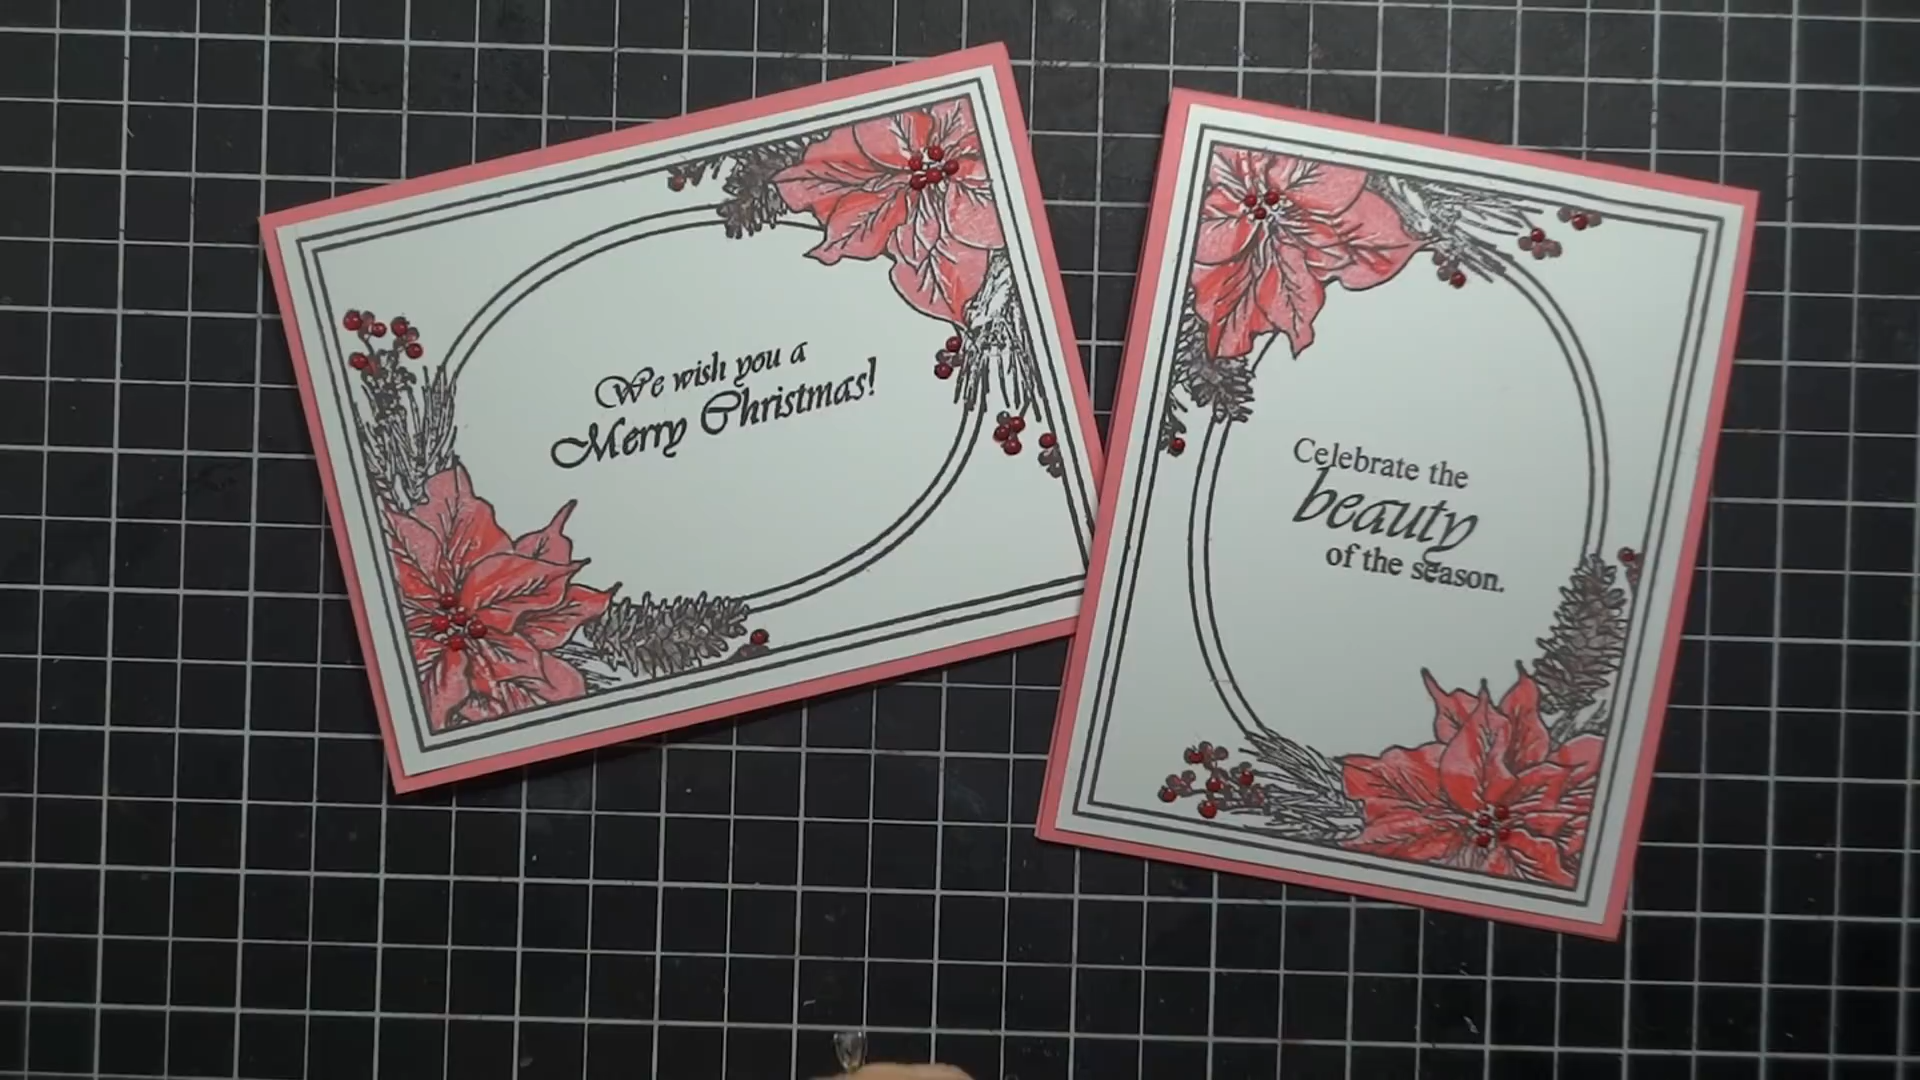 We wish you a
Merry Christmas!
Celebrate the
beauty
of the season.